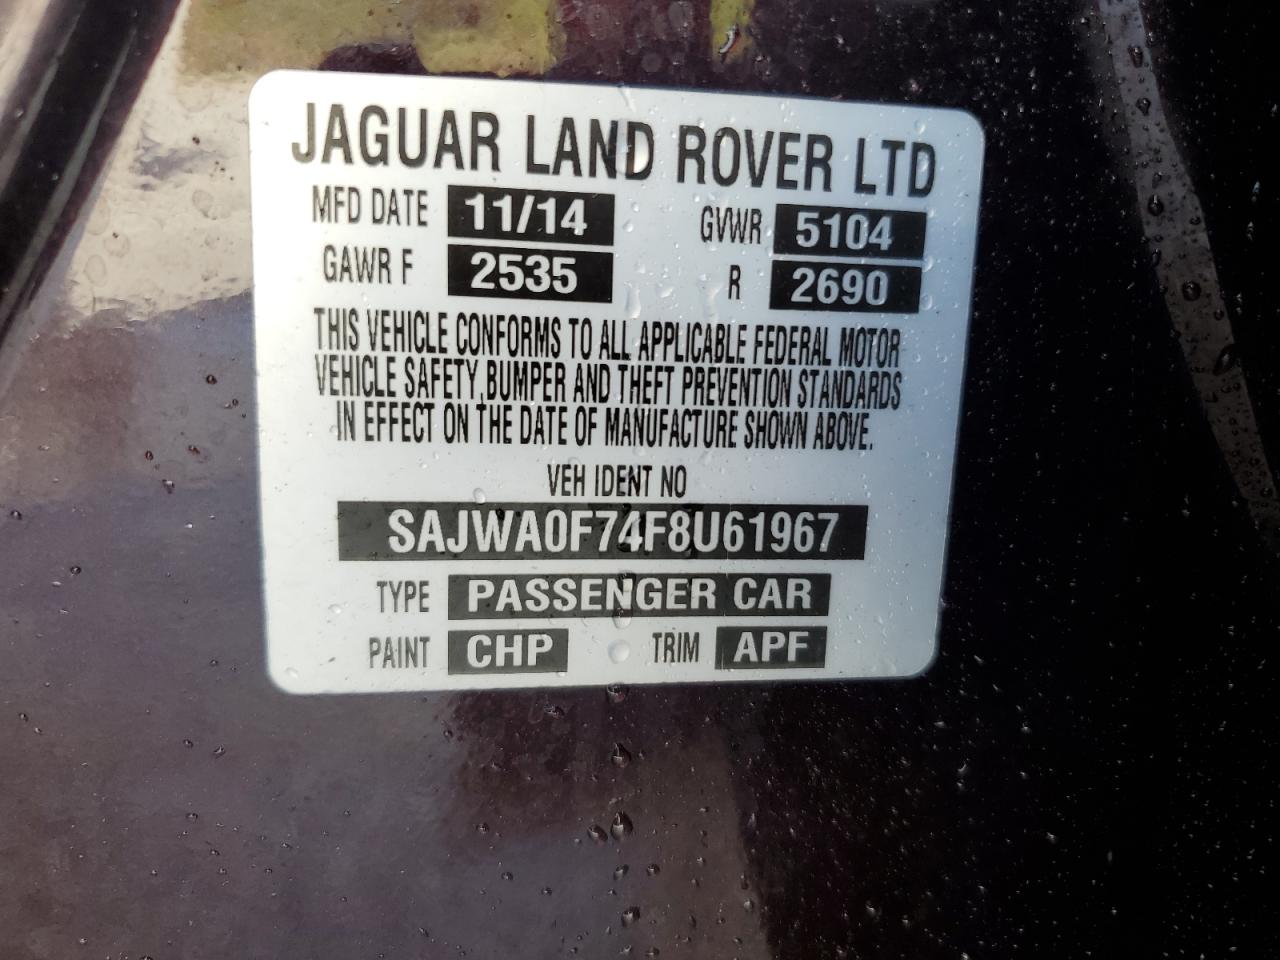 JAGUAR LAND ROVER LTD
MFD DATE 11/14 GVWR 5104
GAWR F 2535 R 2690
THIS VEHICLE CONFORMS TO ALL APPLICABLE FEDERAL MOTOR
VEHICLE SAFETY,BUMPER AND THEFT PREVENTION STANDARDS
IN EFFECT ON THE DATE OF MANUFACTURE SHOWN ABOVE.
VEH IDENT NO
SAJWA0F74F8U61967
TYPE PASSENGER CAR
PAINT CHP TRIM APF